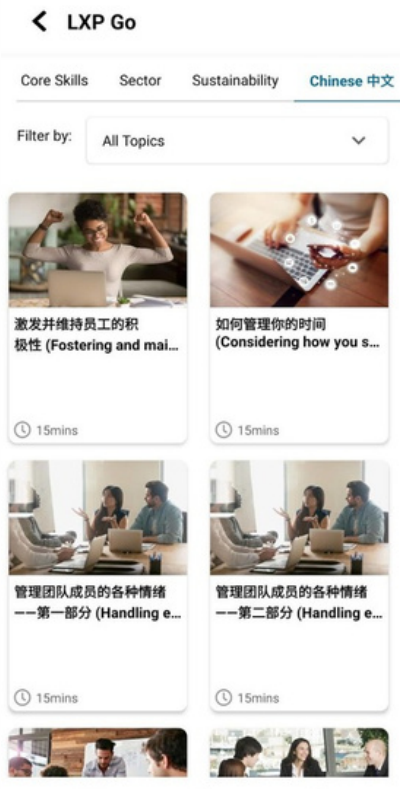 LXP Go
Core Skills Sector Sustainability Chinese 中文
Filter by: All Topics
激发并维持员工的积
极性 (Fostering and mai...
15mins
如何管理你的时间
(Considering how you s...
15mins
管理团队成员的各种情绪
——第一部分 (Handling e...
15mins
管理团队成员的各种情绪
——第二部分 (Handling e...
15mins